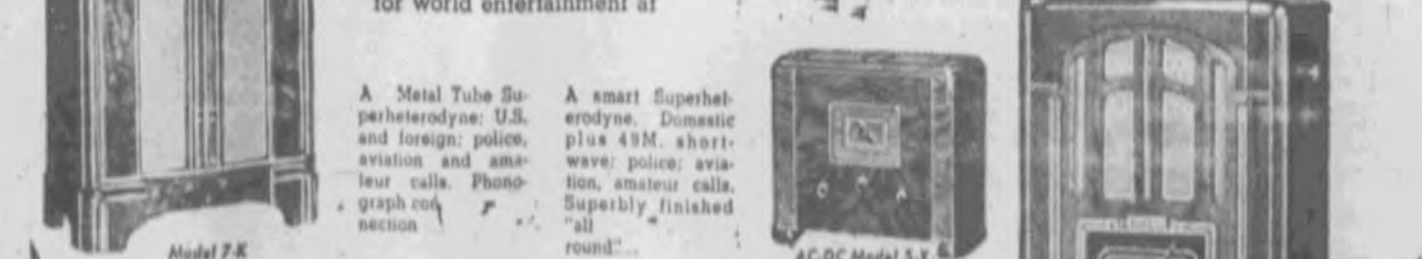 for world entertainment at
A Metal Tube Su-
perheterodyne; U.S.
and foreign; police,
aviation and ama-
teur calls. Phono-
graph con
nection
A smart Superhet-
erodyne. Domestic
plus 49M. short-
wave; police; avia-
tion, amateur calls.
Superbly finished
"all
round"...
Model 7-K
AC-DC Model 5-X